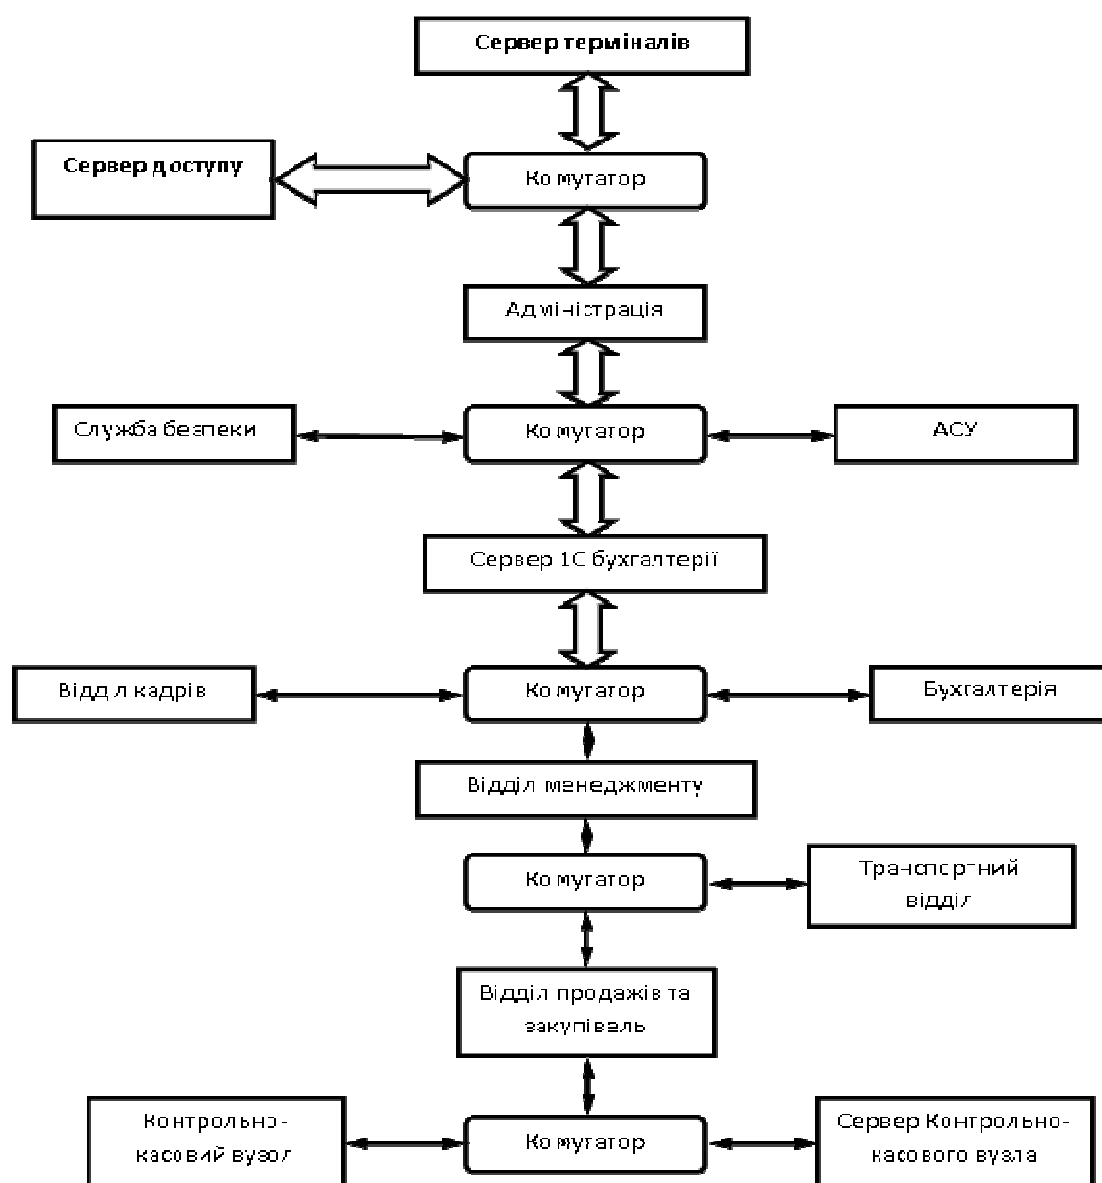 Сервер терміналів
Сервер доступу
Комутатор
Адміністрація
Служба безпеки
Комутатор
АСУ
Сервер 1С бухгалтерії
Відділ кадрів
Комутатор
Бухгалтерія
Відділ менеджменту
Комутатор
Транспортний
відділ
Відділ продажів та
закупівель
Контрольно-
касовий вузол
Комутатор
Сервер Контрольно-
касового вузла